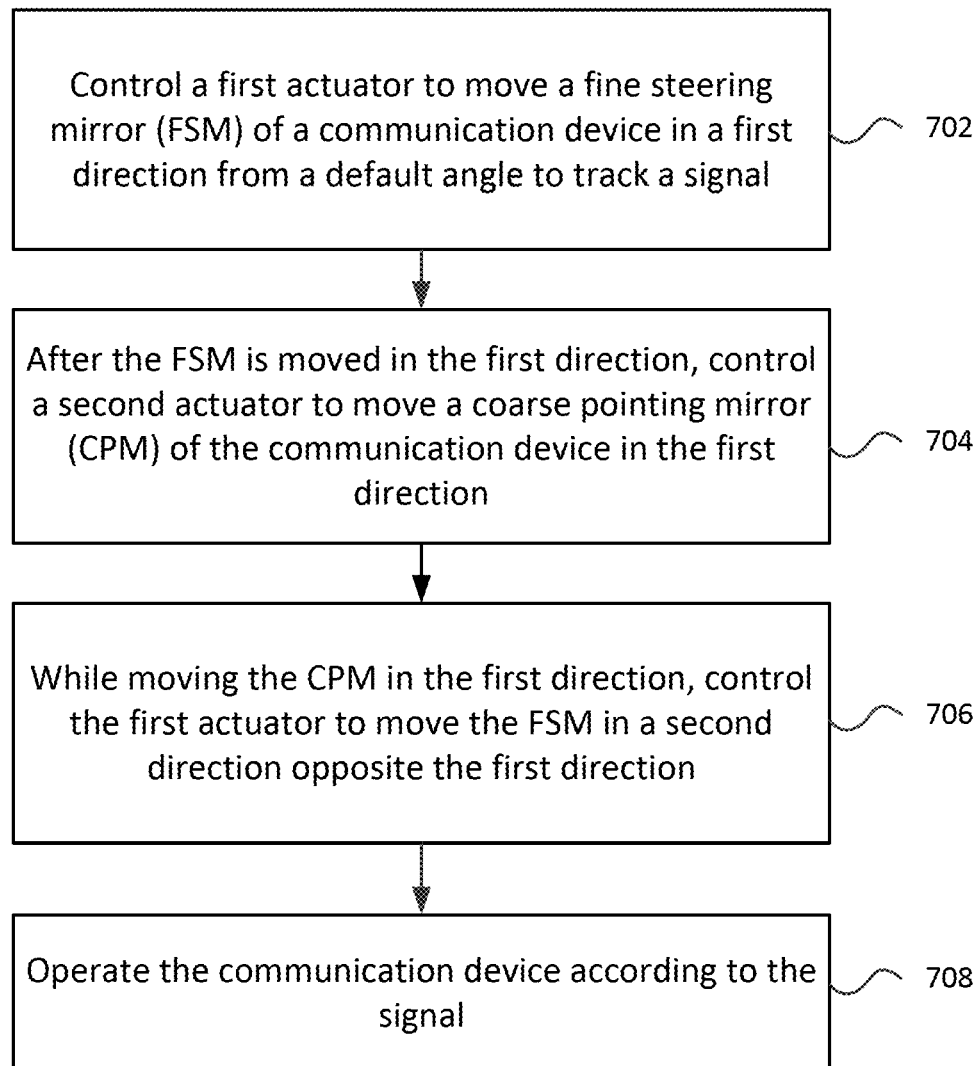 Control a first actuator to move a fine steering
mirror (FSM) of a communication device in a first
direction from a default angle to track a signal
702
After the FSM is moved in the first direction, control
a second actuator to move a coarse pointing mirror
(CPM) of the communication device in the first
direction
704
While moving the CPM in the first direction, control
the first actuator to move the FSM in a second
direction opposite the first direction
706
Operate the communication device according to the
signal
708